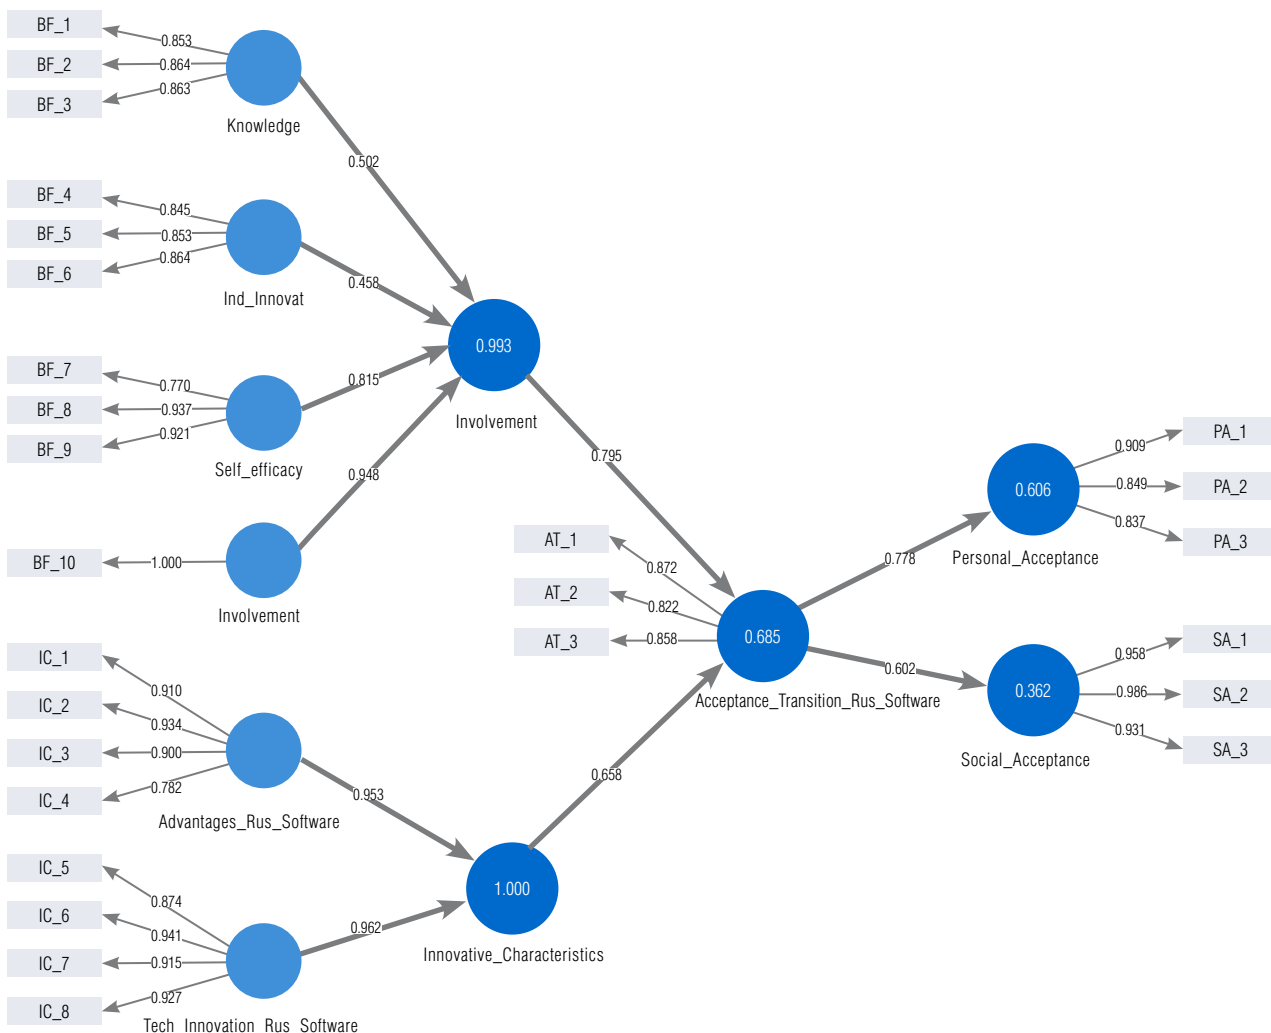 BF_1
0.853
BF_2
0.864
BF_3
0.863
Knowledge
0.502
BF_4
0.845
BF_5
0.853
BF_6
0.864
Ind_Innovat
0.458
BF_7
0.770
BF_8
0.937
BF_9
0.921
Self_efficacy
0.815
0.993
Involvement
BF_10
1.000
Involvement
0.948
0.795
IC_1
0.910
IC_2
0.934
IC_3
0.900
IC_4
0.782
Advantages_Rus_Software
0.953
IC_5
0.874
IC_6
0.941
IC_7
0.915
IC_8
0.927
Tech_Innovation_Rus_Software
0.962
1.000
Innovative_Characteristics
0.658
AT_1
0.872
AT_2
0.822
AT_3
0.858
0.685
Acceptance_Transition_Rus_Software
0.778
0.602
0.606
Personal_Acceptance
0.909
PA_1
0.849
PA_2
0.837
PA_3
0.362
Social_Acceptance
0.958
SA_1
0.986
SA_2
0.931
SA_3